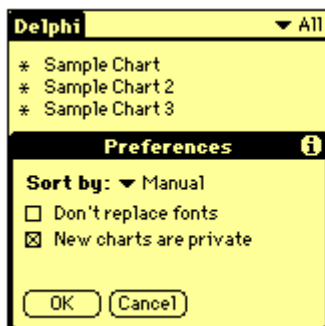 Delphi All
* Sample Chart
* Sample Chart 2
* Sample Chart 3
Preferences i
Sort by: Manual
Don't replace fonts
New charts are private
OK Cancel